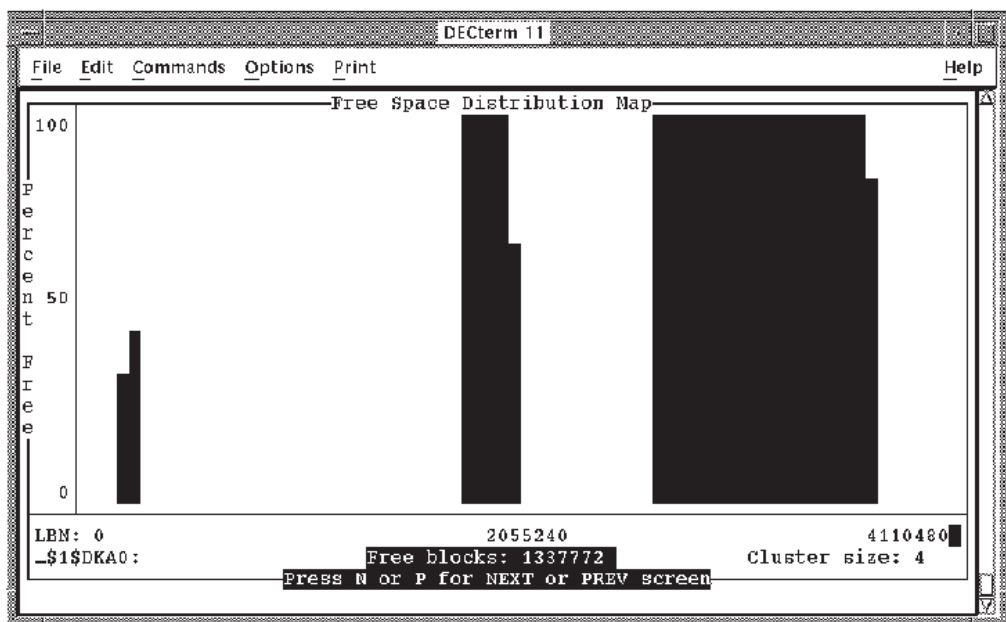 DECterm 11
File Edit Commands Options Print Help
Free Space Distribution Map
100
Percent Free
50
0
LBN: 0 2055240 4110480
_$1$DKA0: Free blocks: 1337772 Cluster size: 4
Press N or P for NEXT or PREV screen